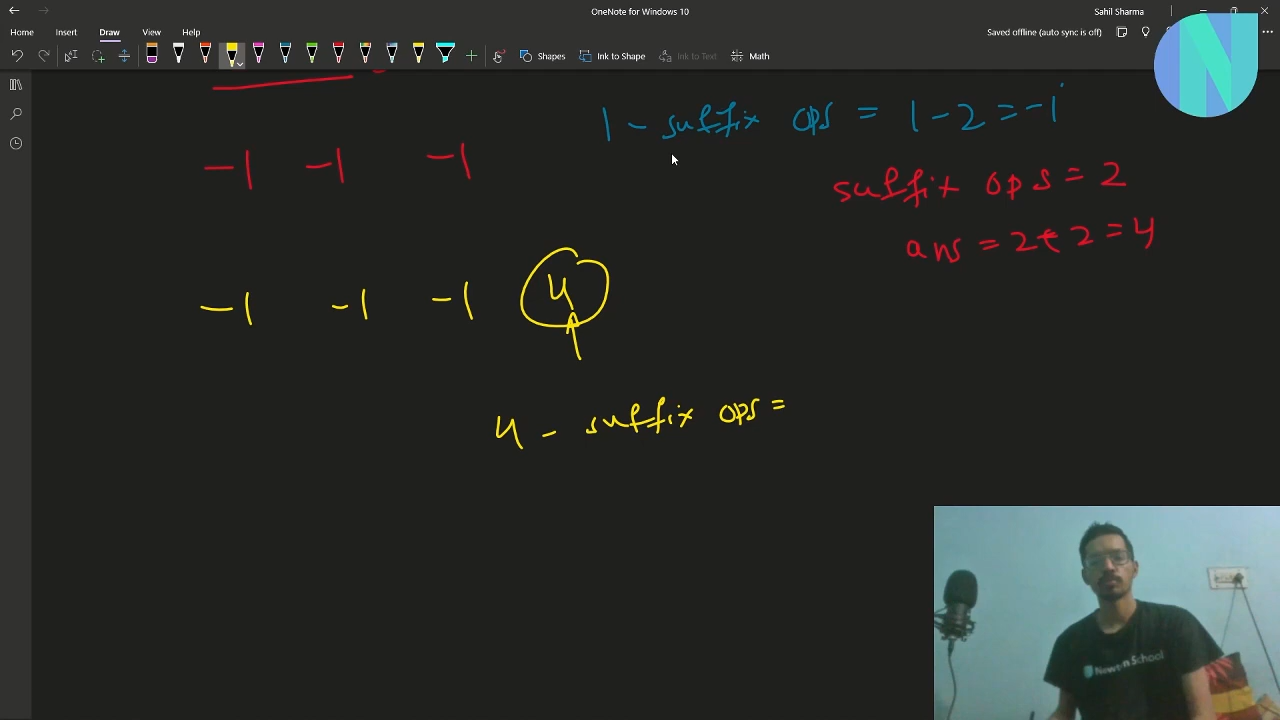 OneNote for Windows 10
Sahil Sharma
Home Insert Draw View Help
Saved offline (auto sync is off)
Shapes Ink to Shape Ink to Text Math
1 - suffix ops = 1 - 2 = -1
-1 -1 -1
suffix ops = 2
ans = 2 + 2 = 4
-1 -1 -1 4
4 - suffix ops =
Newton School